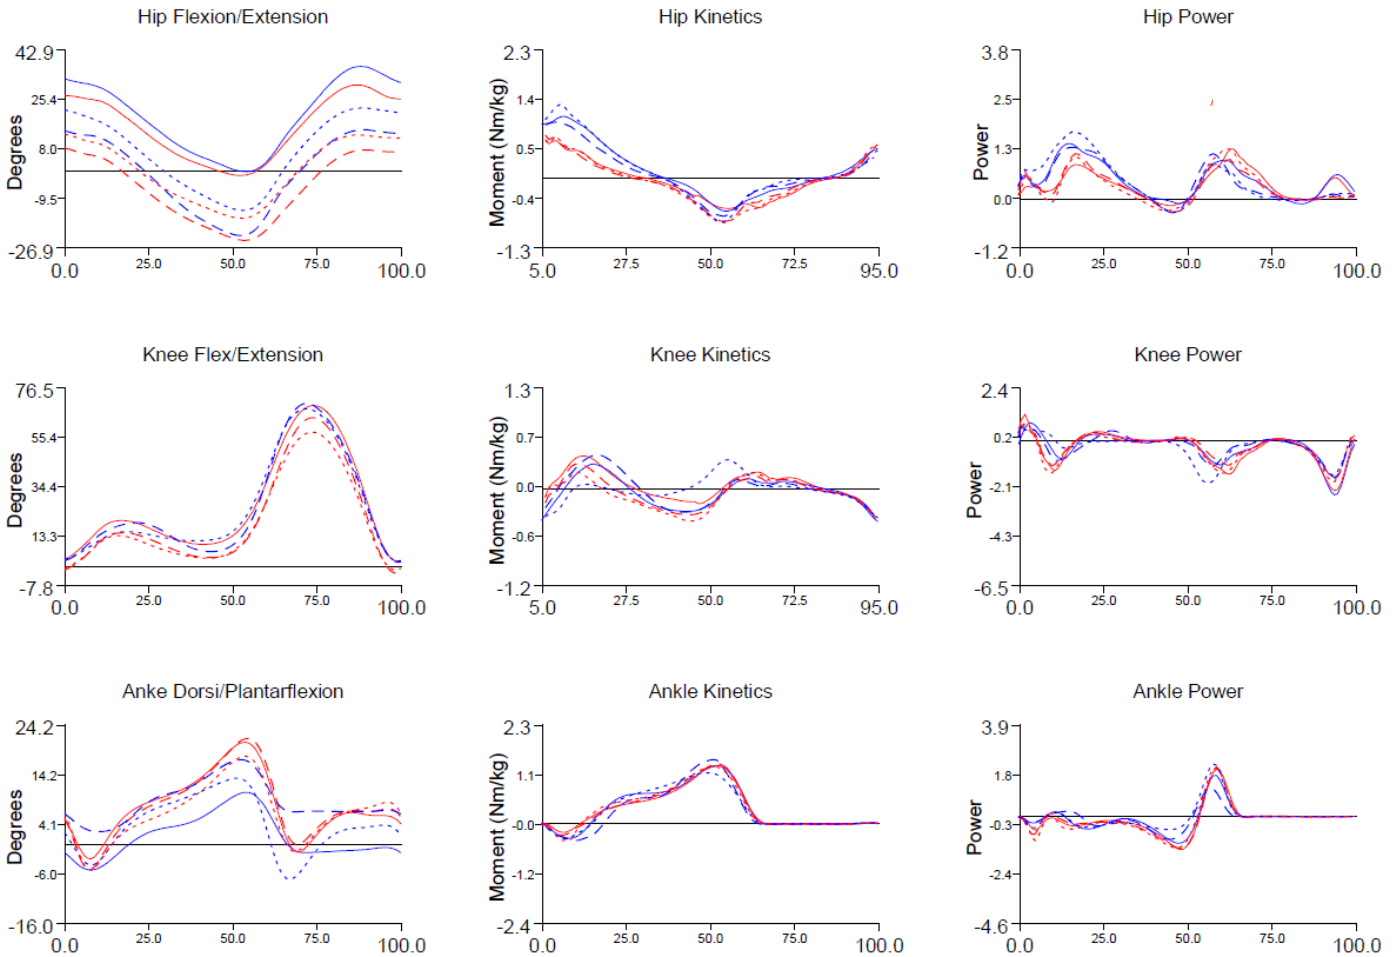 Hip Flexion/Extension
Hip Kinetics
Hip Power
42.9
25.4
8.0
-9.5
-26.9
Degrees
0.0 25.0 50.0 75.0 100.0
2.3
1.4
0.5
-0.4
-1.3
Moment (Nm/kg)
5.0 27.5 50.0 72.5 95.0
3.8
2.5
1.3
0.0
-1.2
Power
0.0 25.0 50.0 75.0 100.0
Knee Flex/Extension
Knee Kinetics
Knee Power
76.5
55.4
34.4
13.3
-7.8
Degrees
0.0 25.0 50.0 75.0 100.0
1.3
0.7
0.0
-0.6
-1.2
Moment (Nm/kg)
5.0 27.5 50.0 72.5 95.0
2.4
0.2
-2.1
-4.3
-6.5
Power
0.0 25.0 50.0 75.0 100.0
Anke Dorsi/Plantarflexion
Ankle Kinetics
Ankle Power
24.2
14.2
4.1
-6.0
-16.0
Degrees
0.0 25.0 50.0 75.0 100.0
2.3
1.1
-0.0
-1.2
-2.4
Moment (Nm/kg)
0.0 25.0 50.0 75.0 100.0
3.9
1.8
-0.3
-2.4
-4.6
Power
0.0 25.0 50.0 75.0 100.0